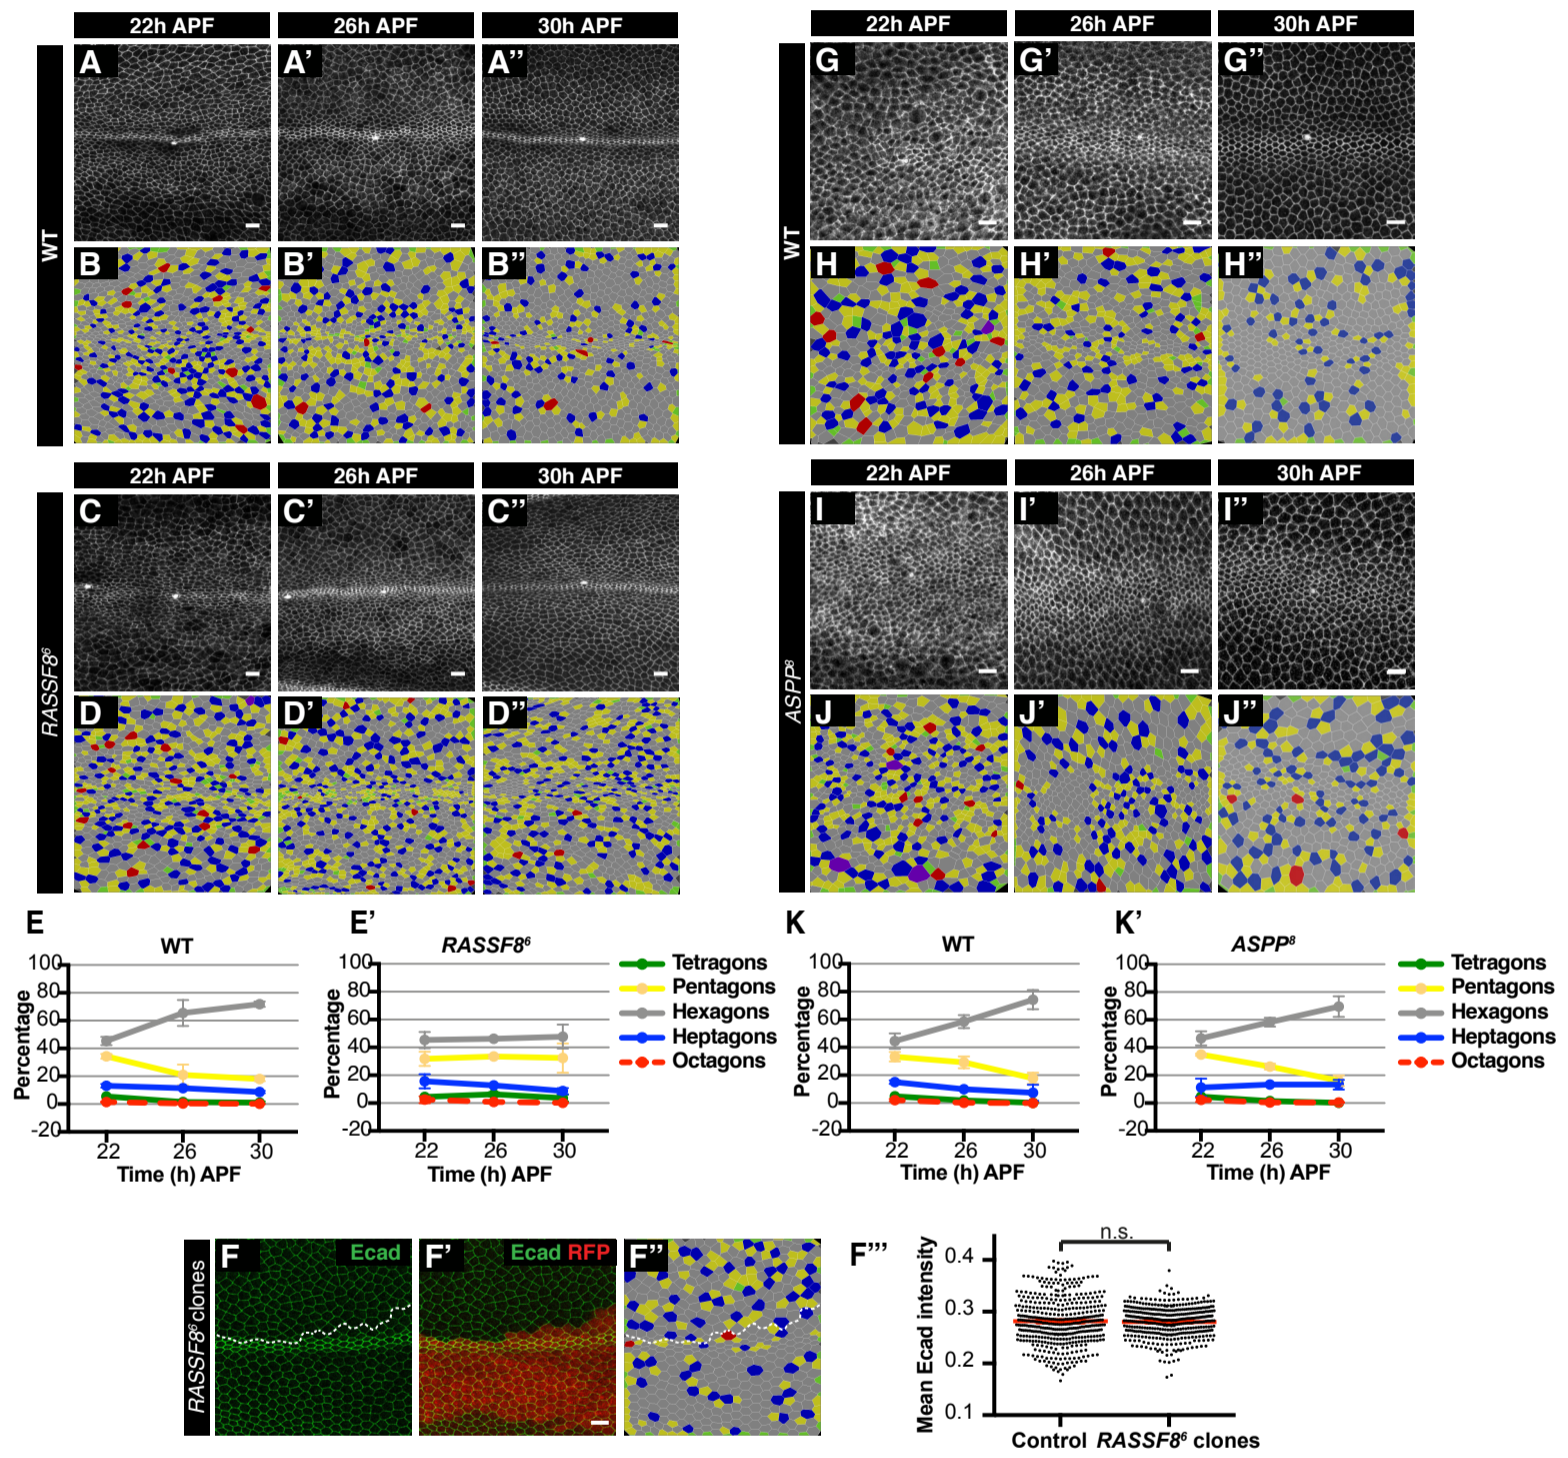 22h APF 26h APF 30h APF
WT
A A’ A’’
B B’ B’’
22h APF 26h APF 30h APF
RASSF8⁶
C C’ C’’
D D’ D’’
22h APF 26h APF 30h APF
WT
G G’ G’’
H H’ H’’
22h APF 26h APF 30h APF
ASPP⁸
I I’ I’’
J J’ J’’
E
WT
Percentage
100
80
60
40
20
0
-20
22 26 30
Time (h) APF
E’
RASSF8⁶
Percentage
100
80
60
40
20
0
-20
22 26 30
Time (h) APF
Tetragons
Pentagons
Hexagons
Heptagons
Octagons
K
WT
Percentage
100
80
60
40
20
0
-20
22 26 30
Time (h) APF
K’
ASPP⁸
Percentage
100
80
60
40
20
0
-20
22 26 30
Time (h) APF
Tetragons
Pentagons
Hexagons
Heptagons
Octagons
RASSF8⁶ clones
F Ecad
F’ Ecad RFP
F’’
F’’’
n.s.
Mean Ecad intensity
0.4
0.3
0.2
0.1
Control RASSF8⁶ clones